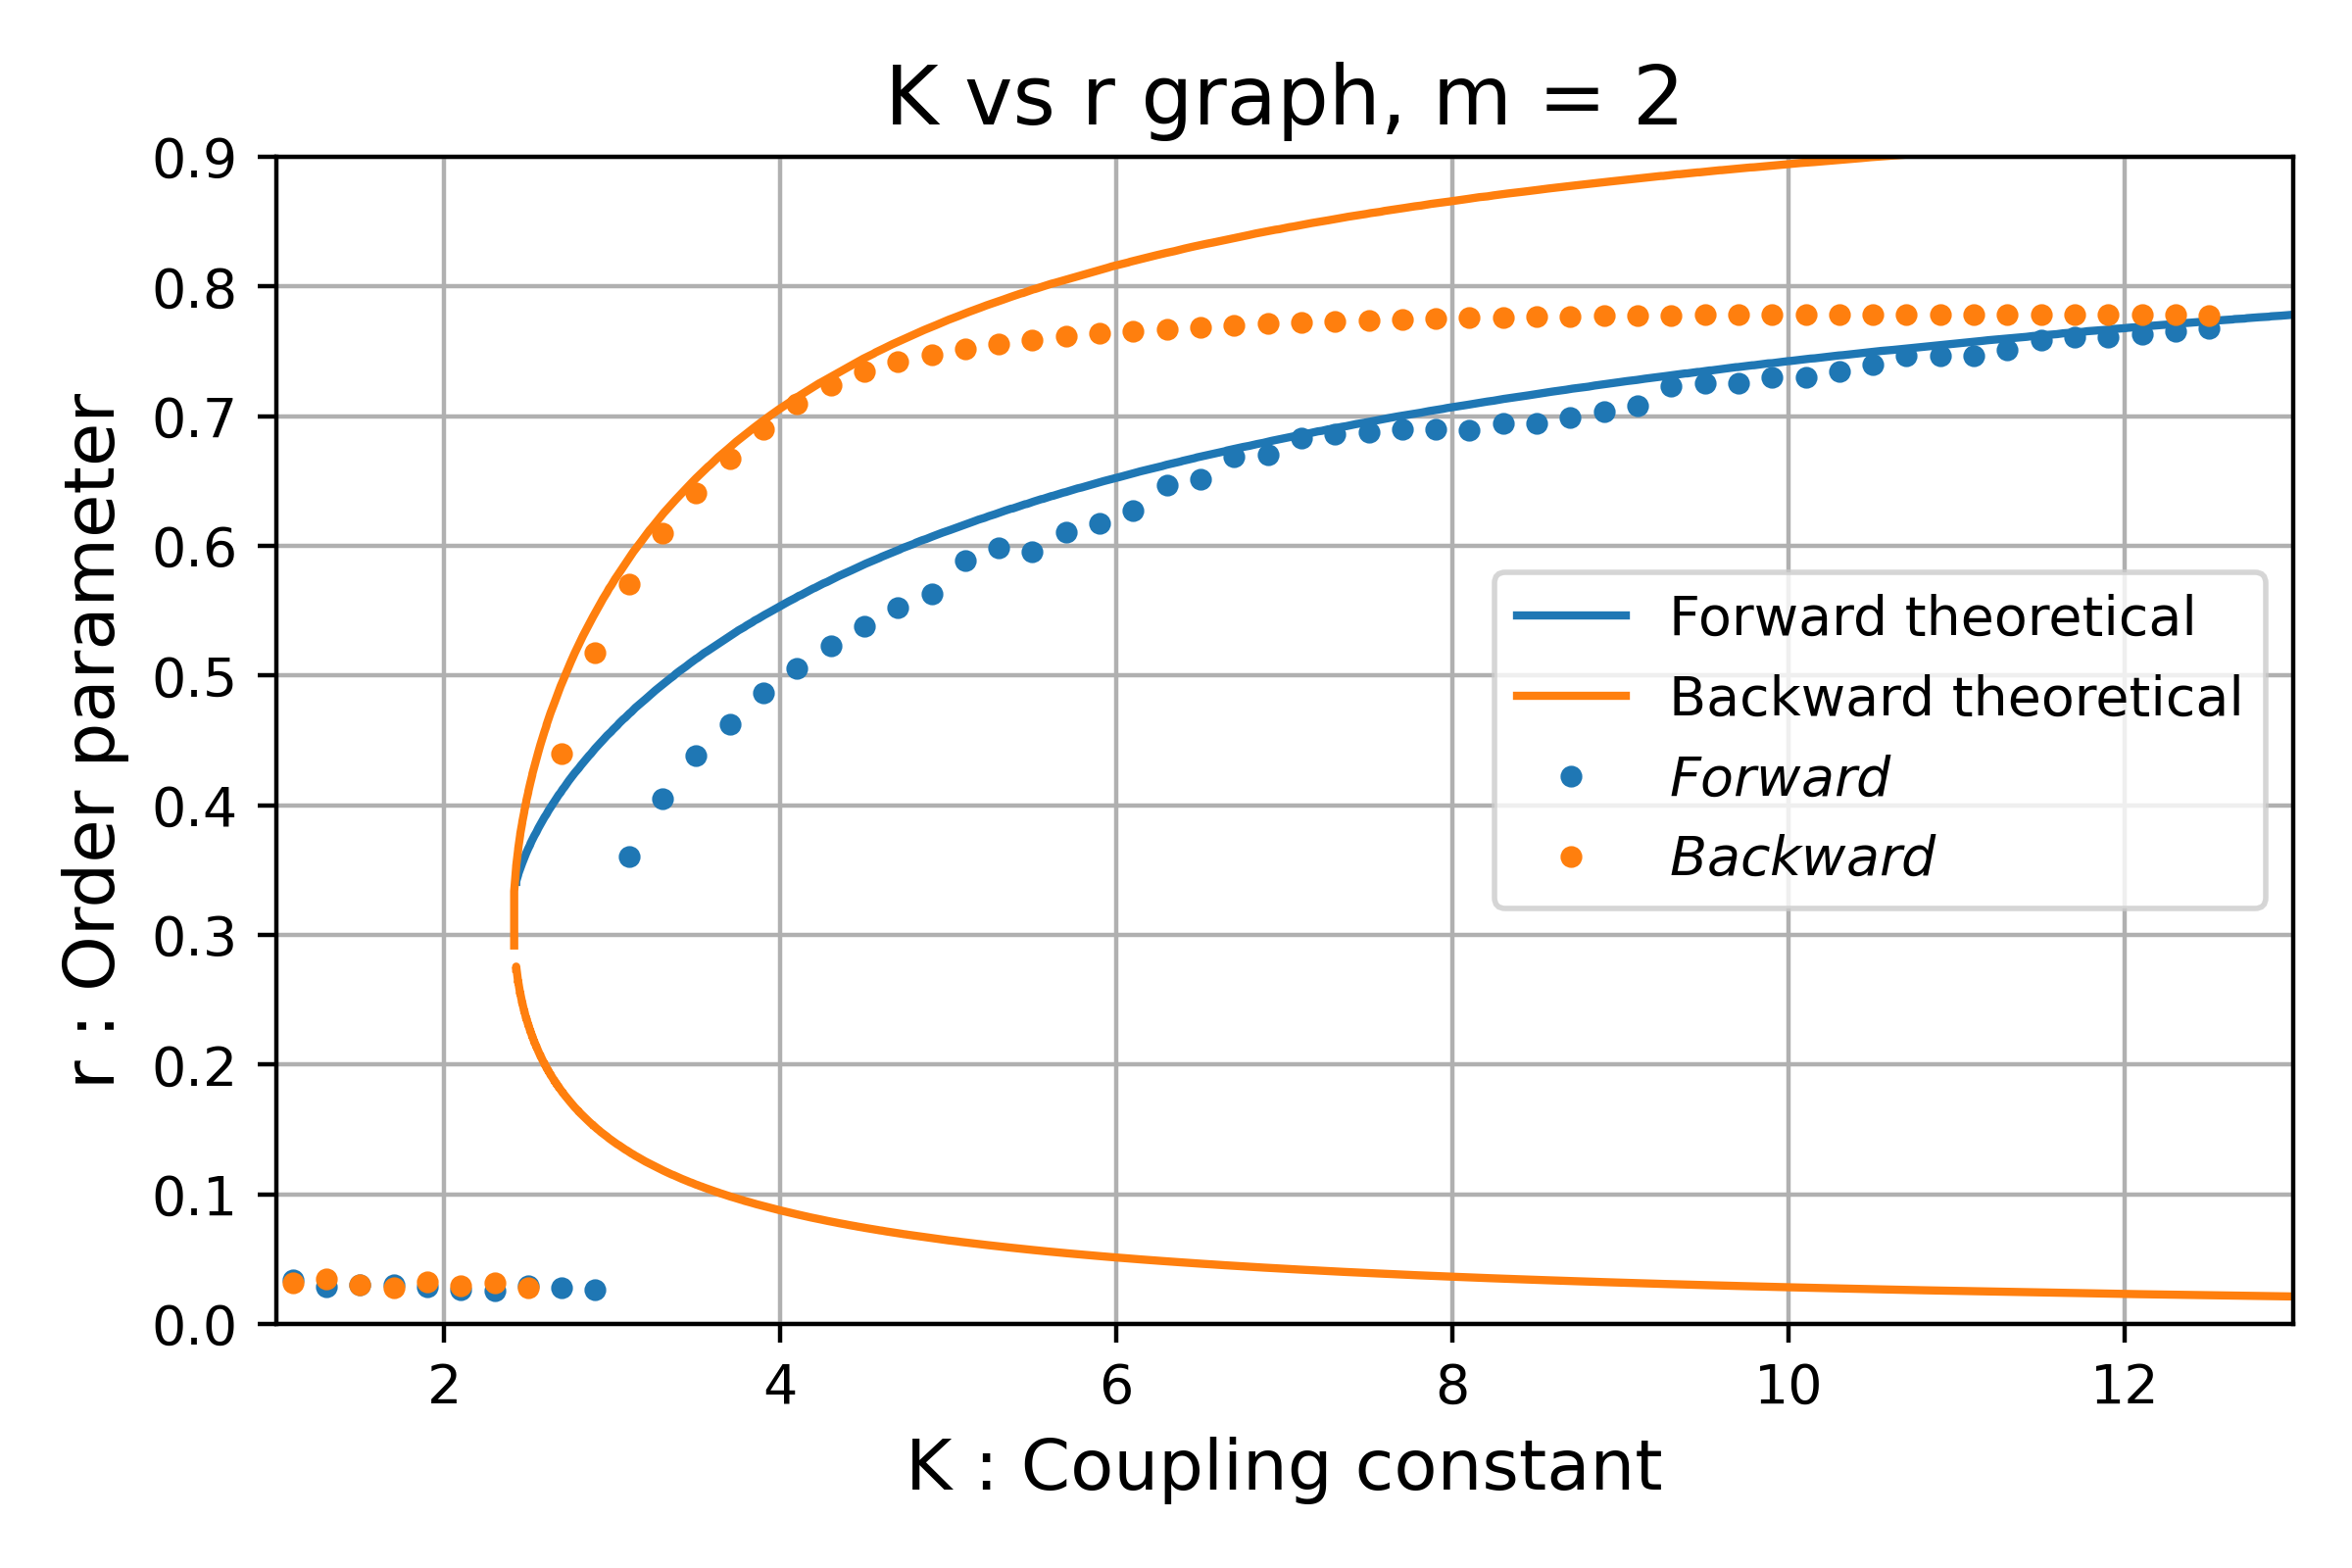 K vs r graph, m = 2
r : Order parameter
0.9
0.8
0.7
0.6
0.5
0.4
0.3
0.2
0.1
0.0
Forward theoretical
Backward theoretical
Forward
Backward
2 4 6 8 10 12
K : Coupling constant